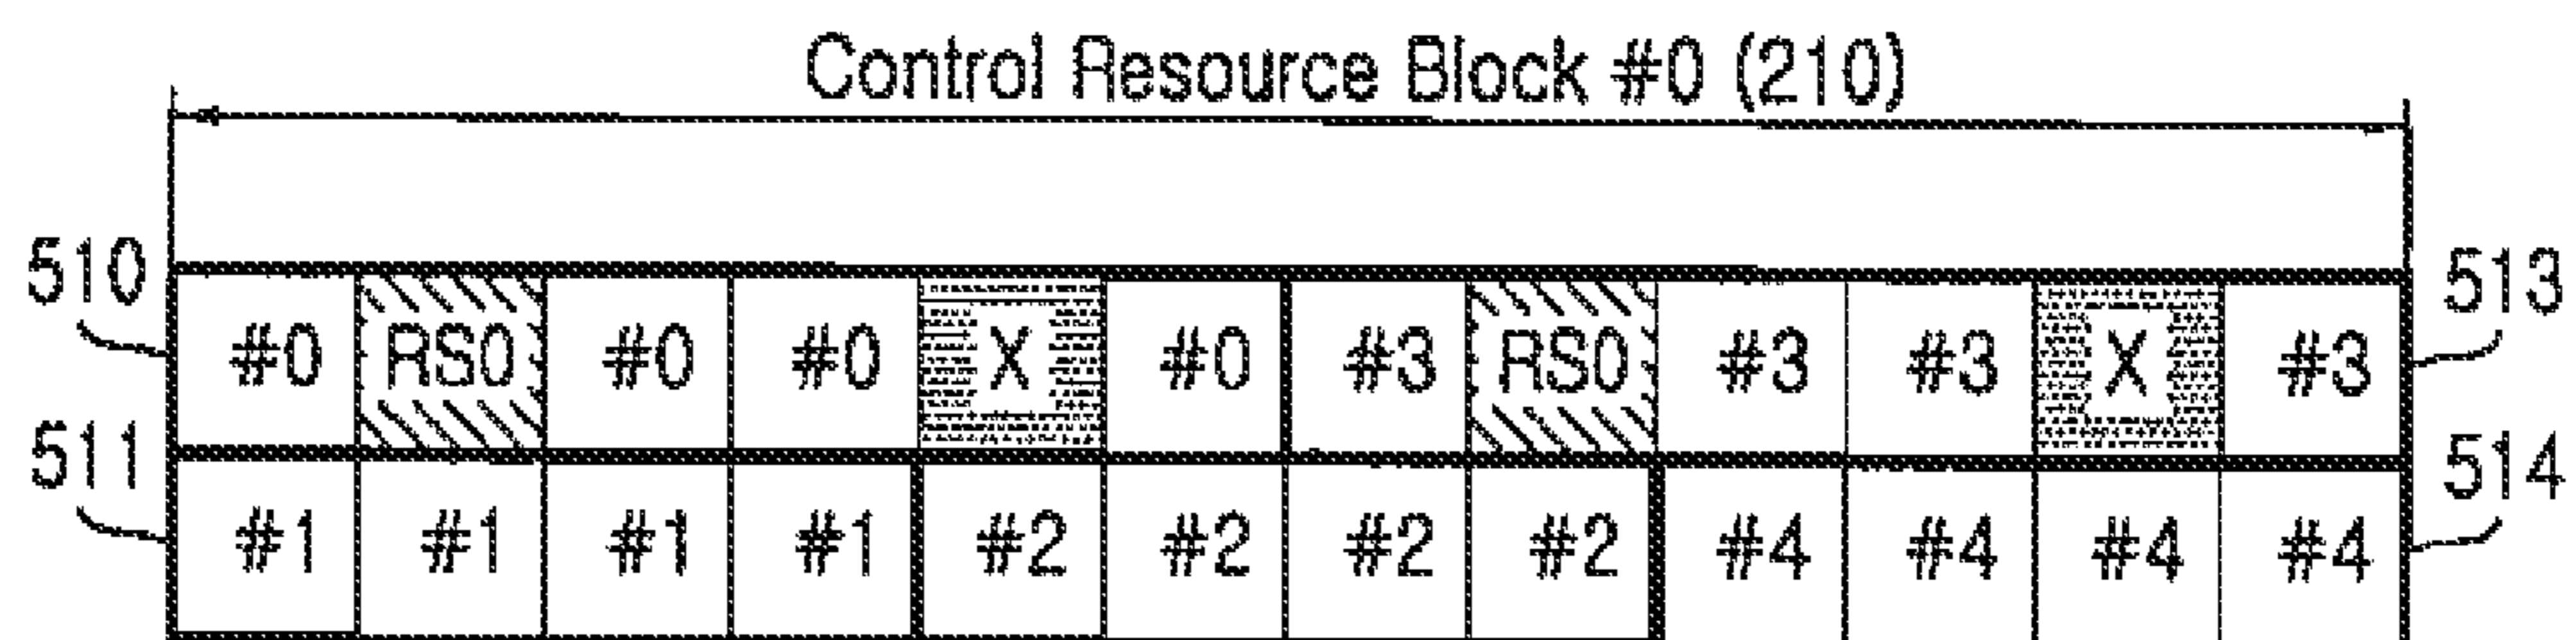 Control Resource Block #0 (210)
510 #0 RS0 #0 #0 X #0 #3 RS0 #3 #3 X #3 513
511 #1 #1 #1 #1 #2 #2 #2 #2 #4 #4 #4 #4 514